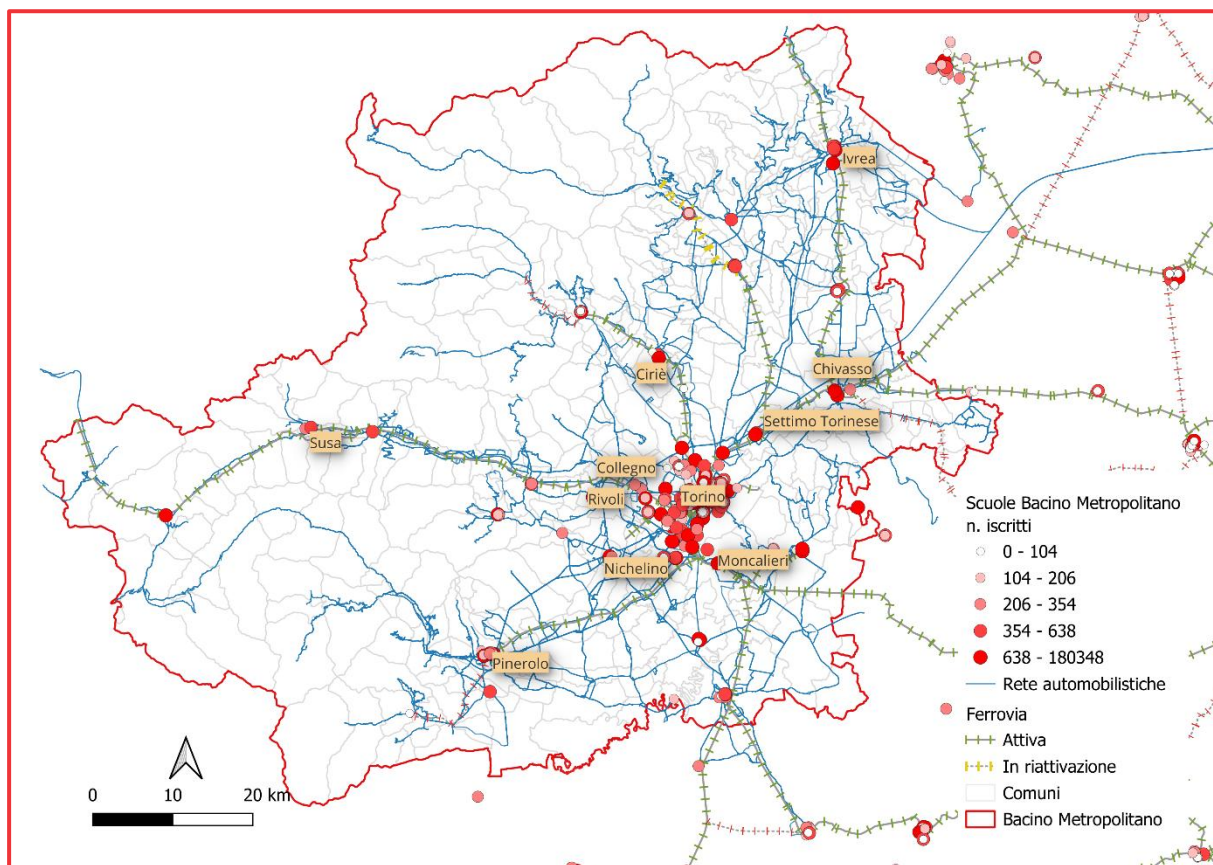 Ivrea
Chivasso
Ciriè
Settimo Torinese
Susa
Collegno
Rivoli
Torino
Nichelino
Moncalieri
Pinerolo
0 10 20 km
Scuole Bacino Metropolitano
n. iscritti
0 - 104
104 - 206
206 - 354
354 - 638
638 - 180348
Rete automobilistiche
Ferrovia
Attiva
In riattivazione
Comuni
Bacino Metropolitano